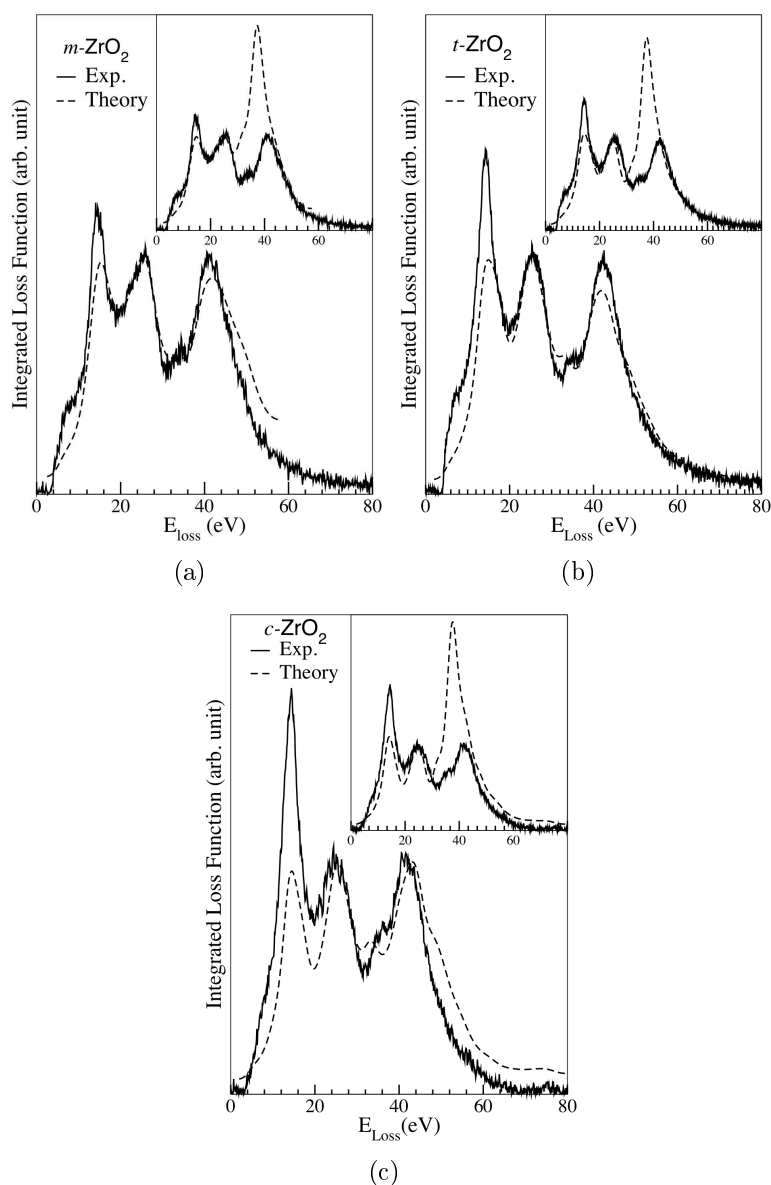 m-ZrO2
Exp.
Theory
0 20 40 60
Integrated Loss Function (arb. unit)
0 20 40 60 80
Eloss (eV)
(a)
t-ZrO2
Exp.
Theory
0 20 40 60
Integrated Loss Function (arb. unit)
0 20 40 60 80
ELoss (eV)
(b)
c-ZrO2
Exp.
Theory
0 20 40 60
Integrated Loss Function (arb. unit)
0 20 40 60 80
ELoss(eV)
(c)